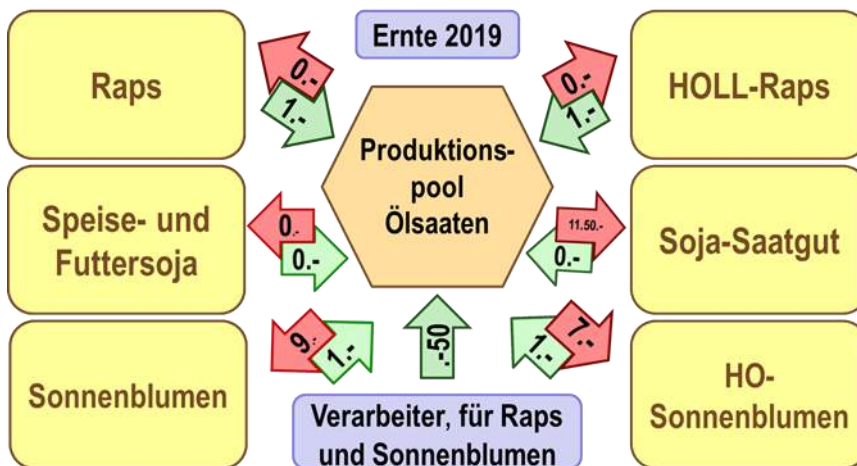 Ernte 2019
Raps
0.-
1.-
0.-
1.-
HOLL-Raps
Produktions-
pool
Ölsaaten
Speise- und
Futtersoja
0.-
0.-
11.50.-
0.-
Soja-Saatgut
Sonnenblumen
9.-
1.-
.-50
1.-
7.-
HO-
Sonnenblumen
Verarbeiter, für Raps
und Sonnenblumen